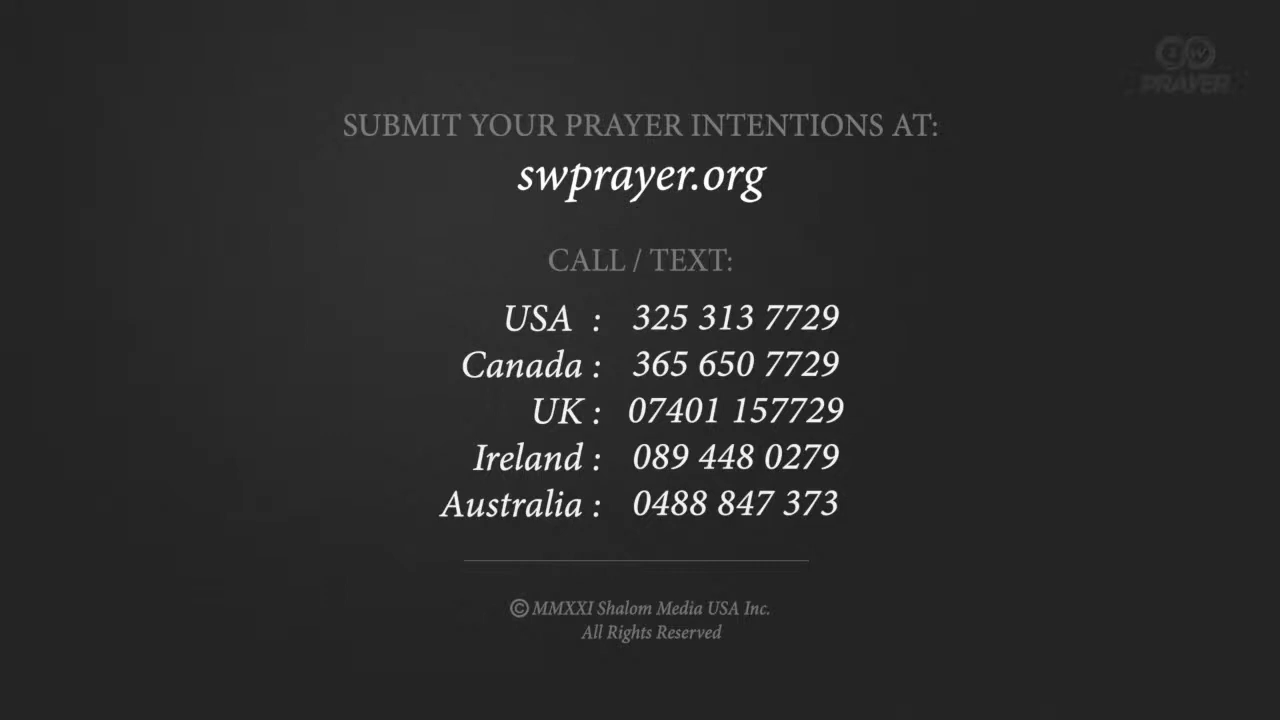 SW
PRAYER
SUBMIT YOUR PRAYER INTENTIONS AT:
swprayer.org
CALL / TEXT:
USA : 325 313 7729
Canada : 365 650 7729
UK : 07401 157729
Ireland : 089 448 0279
Australia : 0488 847 373
© MMXXI Shalom Media USA Inc.
All Rights Reserved